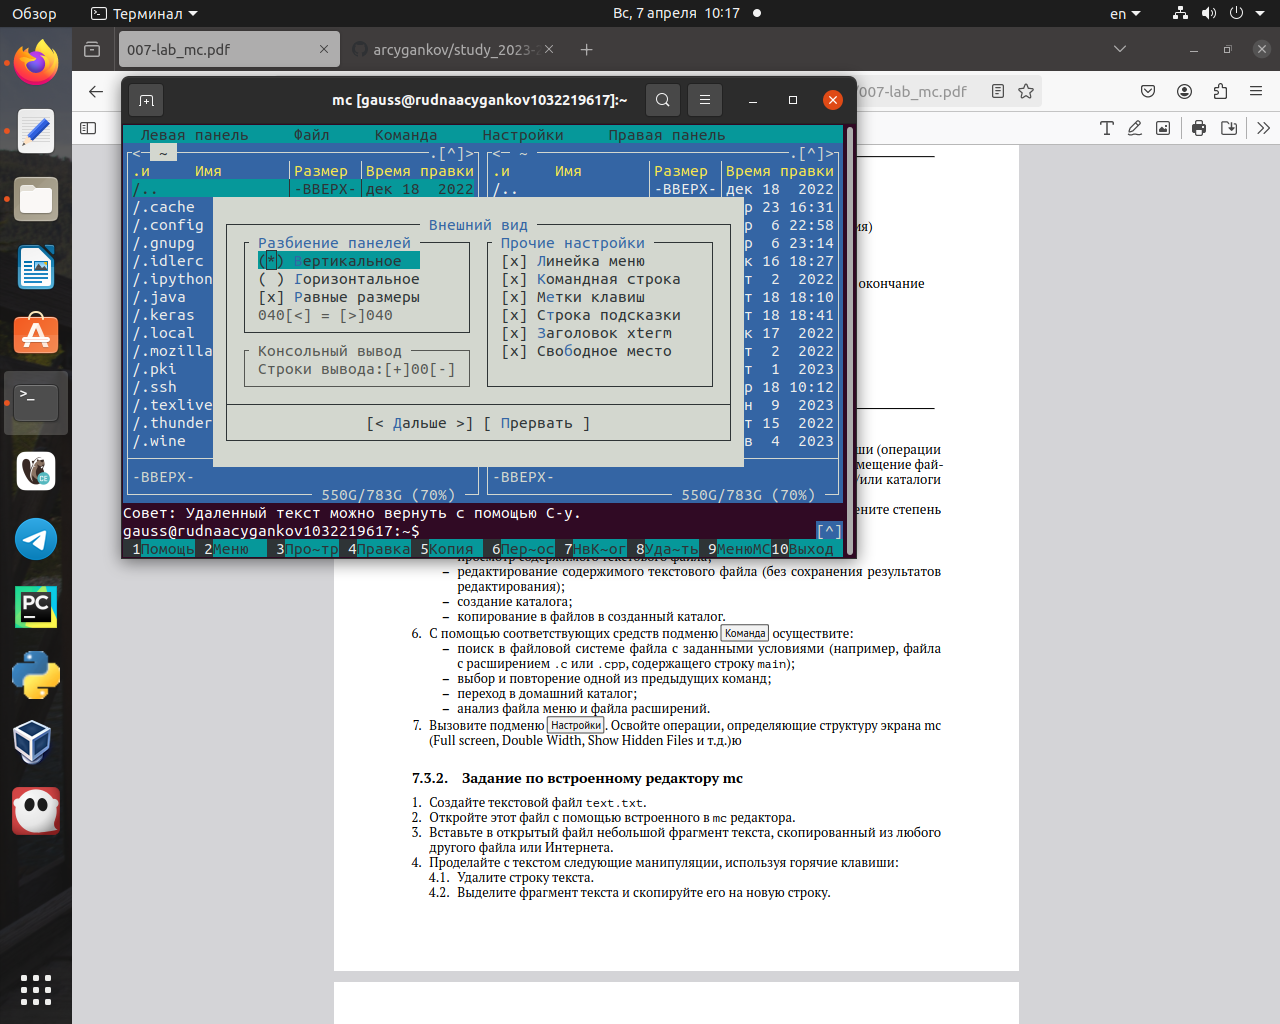 Обзор
Терминал
Вс, 7 апреля 10:17
en
007-lab_mc.pdf
arcygankov/study_2023-2
/007-lab_mc.pdf
mc [gauss@rudnaacygankov1032219617]:~
Левая панель Файл Команда Настройки Правая панель
<─ ~ .[^]> <─ ~ .[^]>
.и Имя Размер Время правки .и Имя Размер Время правки
/.. -ВВЕРХ- дек 18 2022 /.. -ВВЕРХ- дек 18 2022
/.cache р 23 16:31
/.config р 6 22:58
/.gnupg р 6 23:14
/.idlerc к 16 18:27
/.ipython т 2 2022
/.java т 18 18:10
/.keras т 18 18:41
/.local к 17 2022
/.mozilla т 2 2022
/.pki т 1 2023
/.ssh р 18 10:12
/.texlive н 9 2023
/.thunder т 15 2022
/.wine в 4 2023
Внешний вид
Разбиение панелей
(*) Вертикальное
( ) Горизонтальное
[x] Равные размеры
040[<] = [>]040
Консольный вывод
Строки вывода:[+]00[-]
Прочие настройки
[x] Линейка меню
[x] Командная строка
[x] Метки клавиш
[x] Строка подсказки
[x] Заголовок xterm
[x] Свободное место
[< Дальше >] [ Прервать ]
-ВВЕРХ- -ВВЕРХ-
550G/783G (70%) 550G/783G (70%)
Совет: Удаленный текст можно вернуть с помощью C-y.
gauss@rudnaacygankov1032219617:~$ [^]
1Помощь 2Меню 3Про~тр 4Правка 5Копия 6Пер~ос 7НвК~ог 8Уда~ть 9МенюМС 10Выход
ия)
окончание
ши (операции
мещение фай-
/или каталоги
ените степень
просмотр содержимого текстового файла;
– редактирование содержимого текстового файла (без сохранения результатов
редактирования);
– создание каталога;
– копирование в файлов в созданный каталог.
6. С помощью соответствующих средств подменю Команда осуществите:
– поиск в файловой системе файла с заданными условиями (например, файла
с расширением .c или .cpp, содержащего строку main);
– выбор и повторение одной из предыдущих команд;
– переход в домашний каталог;
– анализ файла меню и файла расширений.
7. Вызовите подменю Настройки . Освойте операции, определяющие структуру экрана mc
(Full screen, Double Width, Show Hidden Files и т.д.)ю
7.3.2. Задание по встроенному редактору mc
1. Создайте текстовой файл text.txt.
2. Откройте этот файл с помощью встроенного в mc редактора.
3. Вставьте в открытый файл небольшой фрагмент текста, скопированный из любого
другого файла или Интернета.
4. Проделайте с текстом следующие манипуляции, используя горячие клавиши:
4.1. Удалите строку текста.
4.2. Выделите фрагмент текста и скопируйте его на новую строку.